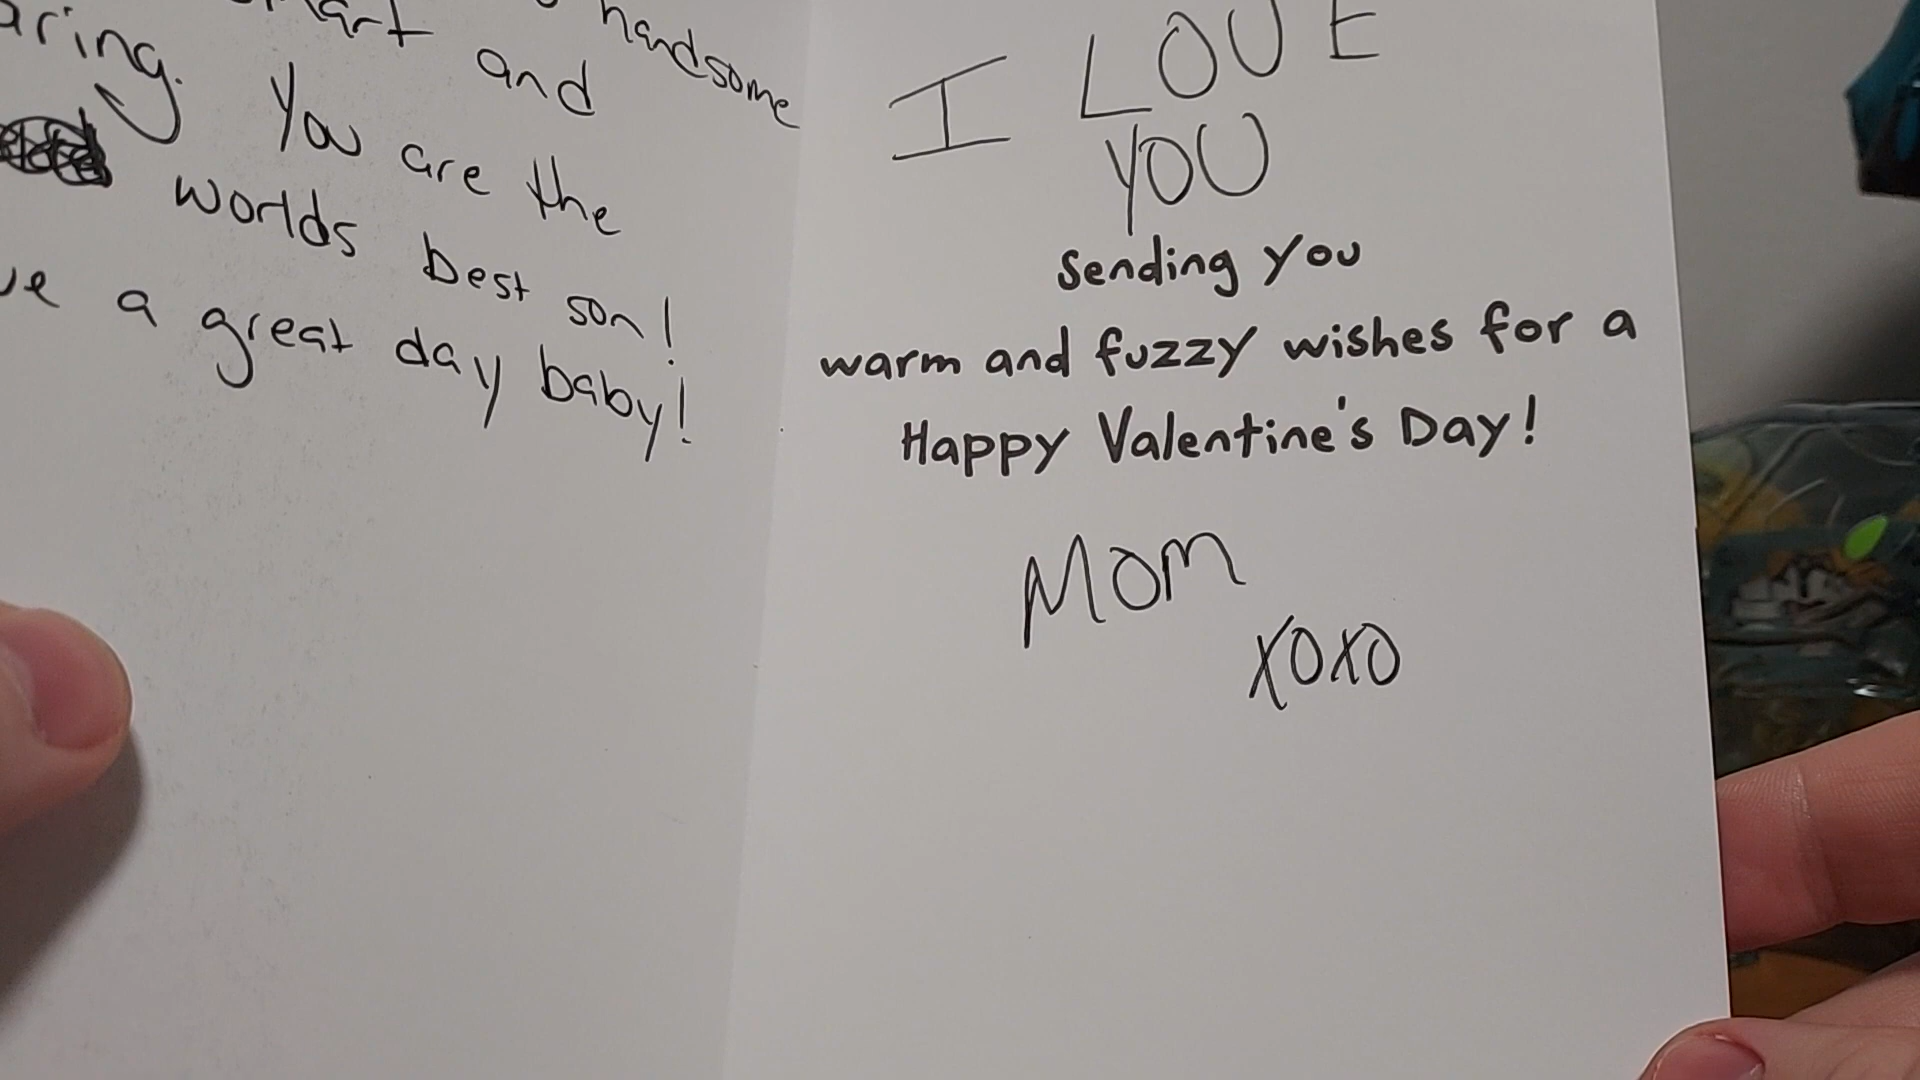 handsome
and
You are the
worlds best son!
a great day baby!
I LOVE
YOU
Sending you
warm and fuzzy wishes for a
Happy Valentine's Day!
Mom
XOXO